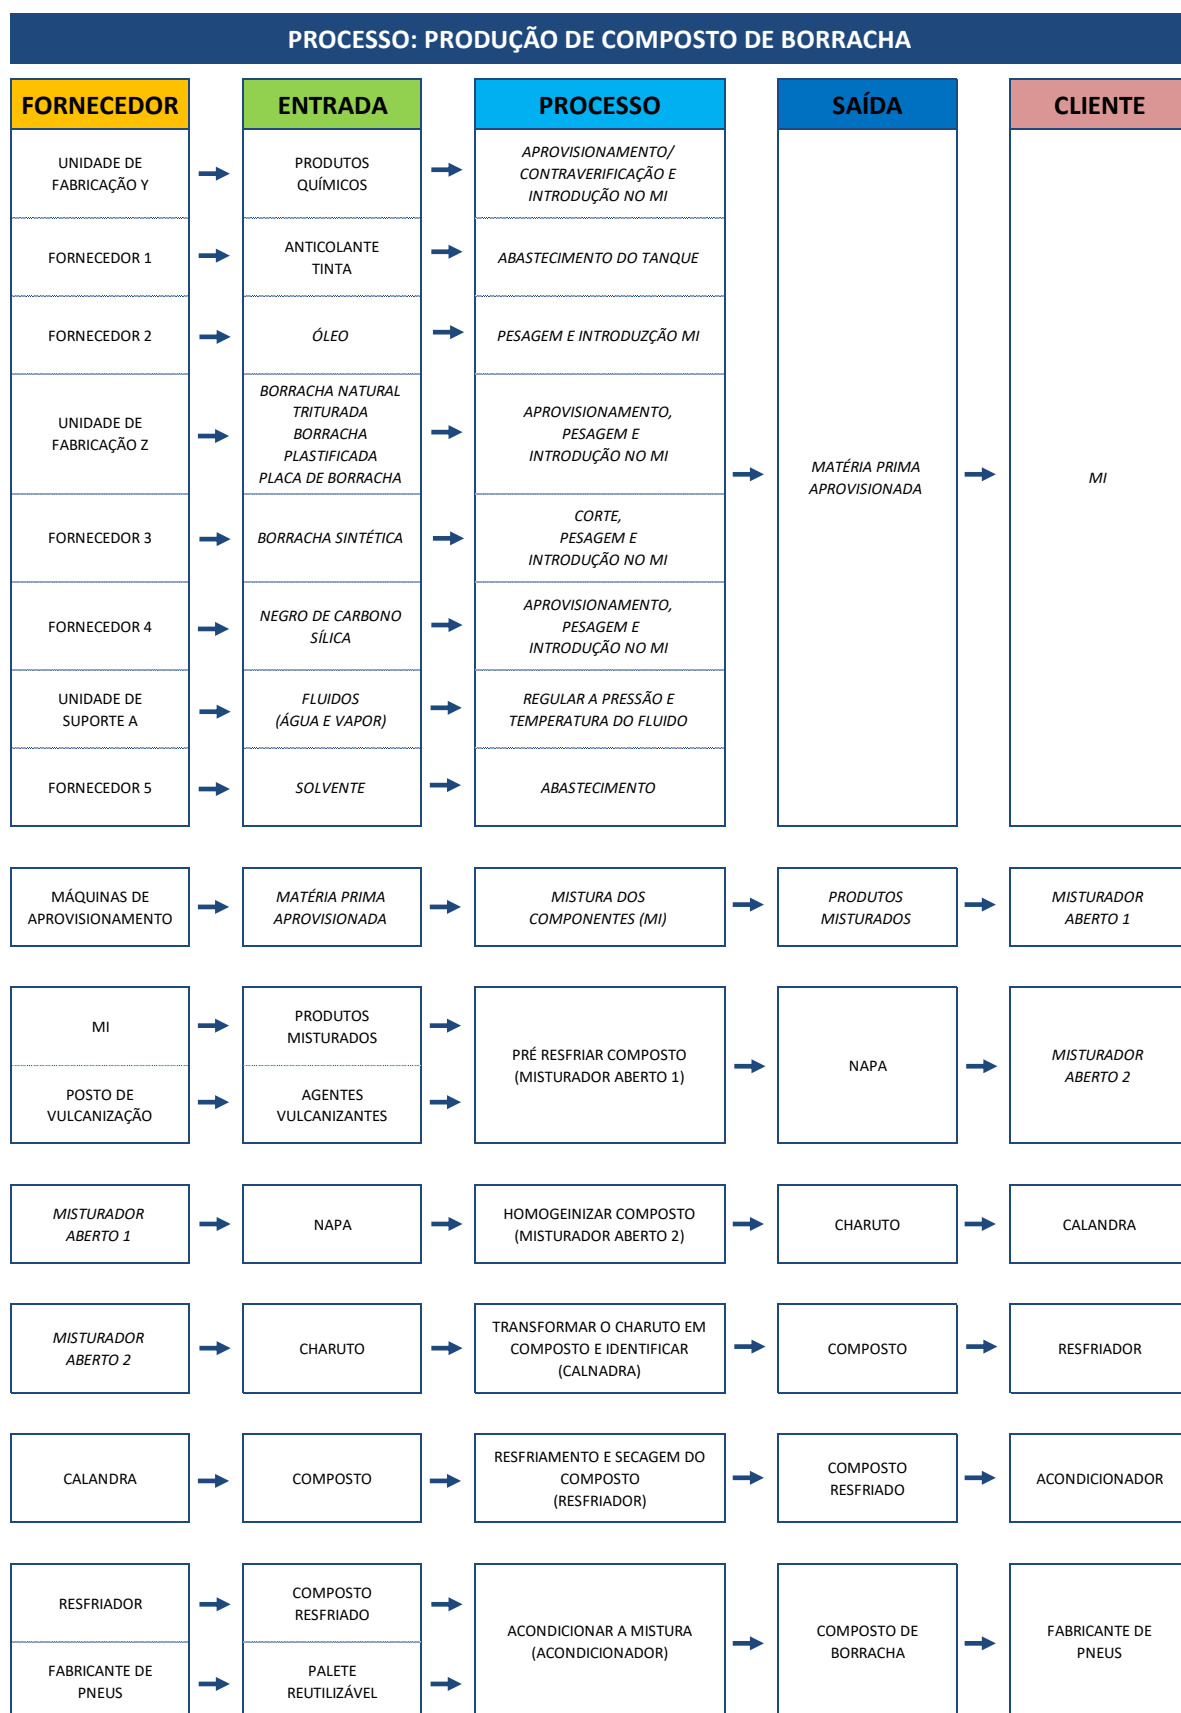 PROCESSO: PRODUÇÃO DE COMPOSTO DE BORRACHA
FORNECEDOR
ENTRADA
PROCESSO
SAÍDA
CLIENTE
UNIDADE DE
FABRICAÇÃO Y
PRODUTOS
QUÍMICOS
APROVISIONAMENTO/
CONTRAVERIFICAÇÃO E
INTRODUÇÃO NO MI
FORNECEDOR 1
ANTICOLANTE
TINTA
ABASTECIMENTO DO TANQUE
FORNECEDOR 2
ÓLEO
PESAGEM E INTRODUZÇÃO MI
UNIDADE DE
FABRICAÇÃO Z
BORRACHA NATURAL
TRITURADA
BORRACHA
PLASTIFICADA
PLACA DE BORRACHA
APROVISIONAMENTO,
PESAGEM E
INTRODUÇÃO NO MI
MATÉRIA PRIMA
APROVISIONADA
MI
FORNECEDOR 3
BORRACHA SINTÉTICA
CORTE,
PESAGEM E
INTRODUÇÃO NO MI
FORNECEDOR 4
NEGRO DE CARBONO
SÍLICA
APROVISIONAMENTO,
PESAGEM E
INTRODUÇÃO NO MI
UNIDADE DE
SUPORTE A
FLUIDOS
(ÁGUA E VAPOR)
REGULAR A PRESSÃO E
TEMPERATURA DO FLUIDO
FORNECEDOR 5
SOLVENTE
ABASTECIMENTO
MÁQUINAS DE
APROVISIONAMENTO
MATÉRIA PRIMA
APROVISIONADA
MISTURA DOS
COMPONENTES (MI)
PRODUTOS
MISTURADOS
MISTURADOR
ABERTO 1
MI
PRODUTOS
MISTURADOS
POSTO DE
VULCANIZAÇÃO
AGENTES
VULCANIZANTES
PRÉ RESFRIAR COMPOSTO
(MISTURADOR ABERTO 1)
NAPA
MISTURADOR
ABERTO 2
MISTURADOR
ABERTO 1
NAPA
HOMOGEINIZAR COMPOSTO
(MISTURADOR ABERTO 2)
CHARUTO
CALANDRA
MISTURADOR
ABERTO 2
CHARUTO
TRANSFORMAR O CHARUTO EM
COMPOSTO E IDENTIFICAR
(CALNADRA)
COMPOSTO
RESFRIADOR
CALANDRA
COMPOSTO
RESFRIAMENTO E SECAGEM DO
COMPOSTO
(RESFRIADOR)
COMPOSTO
RESFRIADO
ACONDICIONADOR
RESFRIADOR
COMPOSTO
RESFRIADO
FABRICANTE DE
PNEUS
PALETE
REUTILIZÁVEL
ACONDICIONAR A MISTURA
(ACONDICIONADOR)
COMPOSTO DE
BORRACHA
FABRICANTE DE
PNEUS